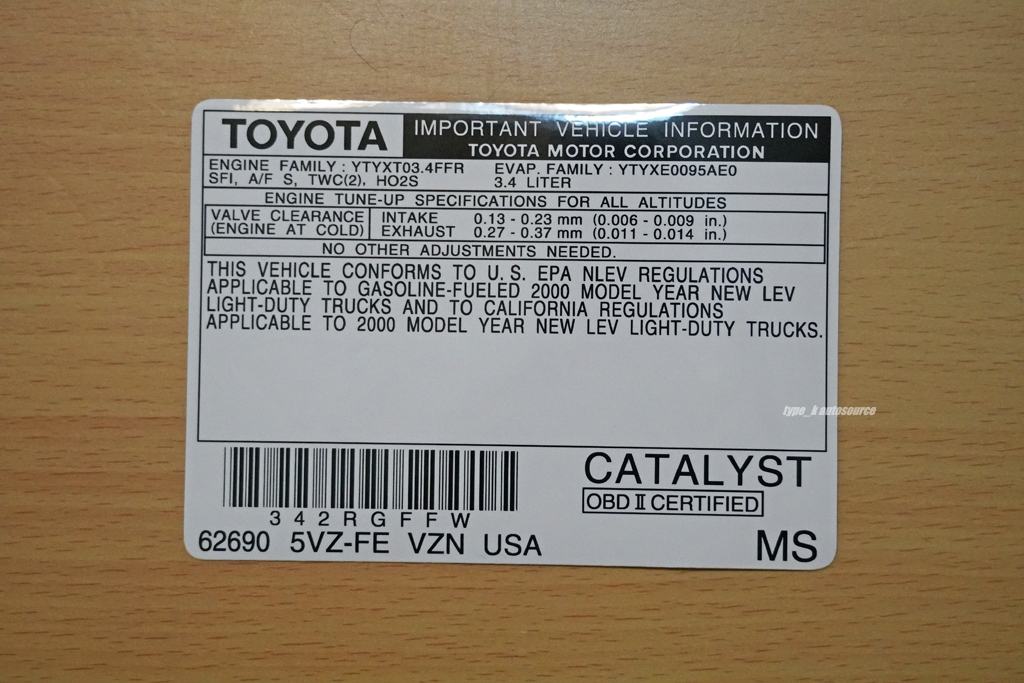 TOYOTA
IMPORTANT VEHICLE INFORMATION
TOYOTA MOTOR CORPORATION
ENGINE FAMILY : YTYXT03.4FFR EVAP. FAMILY : YTYXE0095AE0
SFI, A/F S, TWC(2), HO2S 3.4 LITER
ENGINE TUNE-UP SPECIFICATIONS FOR ALL ALTITUDES
VALVE CLEARANCE INTAKE 0.13 - 0.23 mm (0.006 - 0.009 in.)
(ENGINE AT COLD) EXHAUST 0.27 - 0.37 mm (0.011 - 0.014 in.)
NO OTHER ADJUSTMENTS NEEDED.
THIS VEHICLE CONFORMS TO U.S. EPA NLEV REGULATIONS
APPLICABLE TO GASOLINE-FUELED 2000 MODEL YEAR NEW LEV
LIGHT-DUTY TRUCKS AND TO CALIFORNIA REGULATIONS
APPLICABLE TO 2000 MODEL YEAR NEW LEV LIGHT-DUTY TRUCKS.
type_k autosource
CATALYST
OBD II CERTIFIED
342RGFFW
62690 5VZ-FE VZN USA
MS